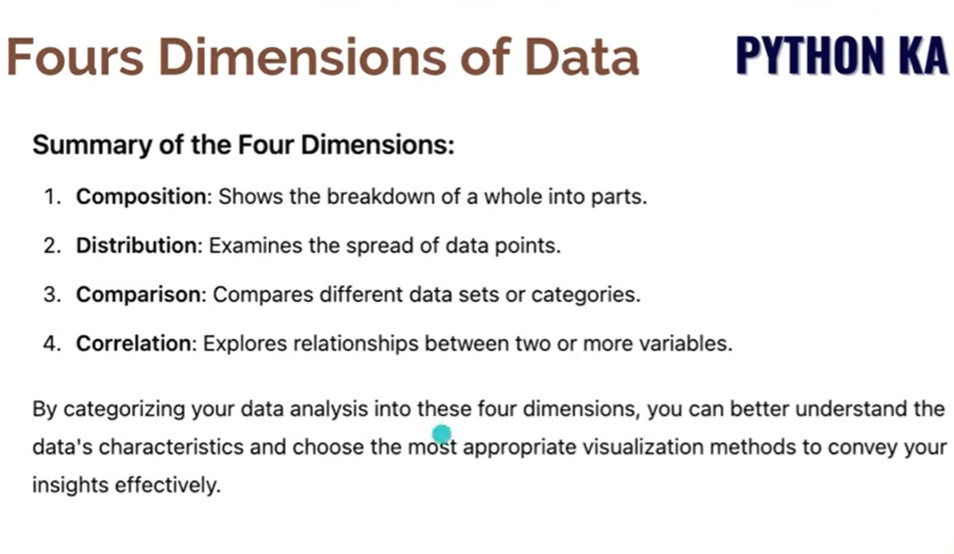 Fours Dimensions of Data
PYTHON KA
Summary of the Four Dimensions:
1. Composition: Shows the breakdown of a whole into parts.
2. Distribution: Examines the spread of data points.
3. Comparison: Compares different data sets or categories.
4. Correlation: Explores relationships between two or more variables.
By categorizing your data analysis into these four dimensions, you can better understand the
data's characteristics and choose the most appropriate visualization methods to convey your
insights effectively.